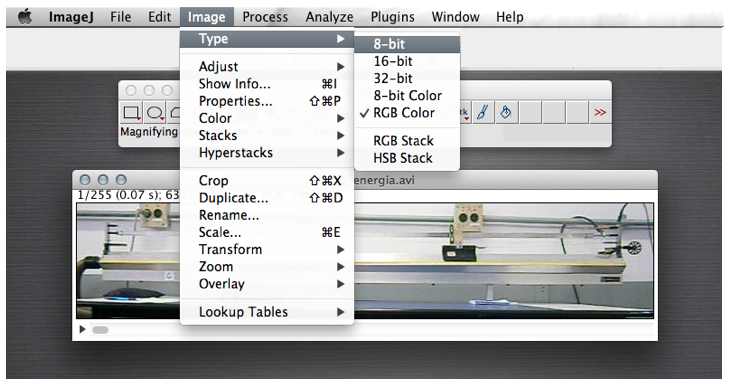 ImageJ File Edit Image Process Analyze Plugins Window Help
Type
Adjust
Show Info... ⌘I
Properties... ⇧⌘P
Color
Stacks
Hyperstacks
Crop ⇧⌘X
Duplicate... ⇧⌘D
Rename...
Scale... ⌘E
Transform
Zoom
Overlay
Lookup Tables
8-bit
16-bit
32-bit
8-bit Color
✓ RGB Color
RGB Stack
HSB Stack
tk
>>
Magnifying
energia.avi
1/255 (0.07 s); 63